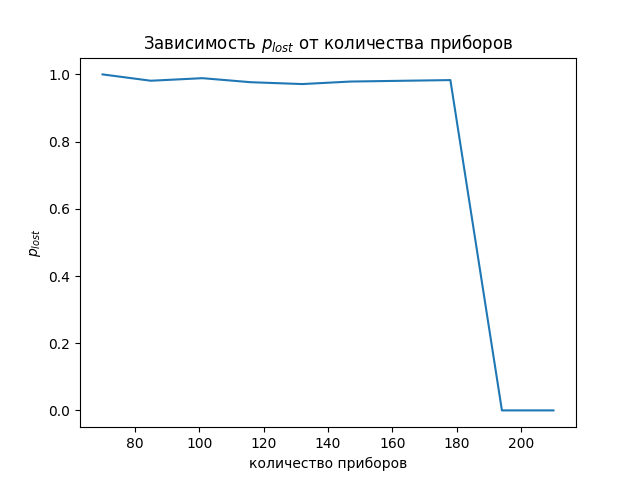 Зависимость p_lost от количества приборов
1.0
0.8
0.6
0.4
0.2
0.0
p_lost
80 100 120 140 160 180 200
количество приборов